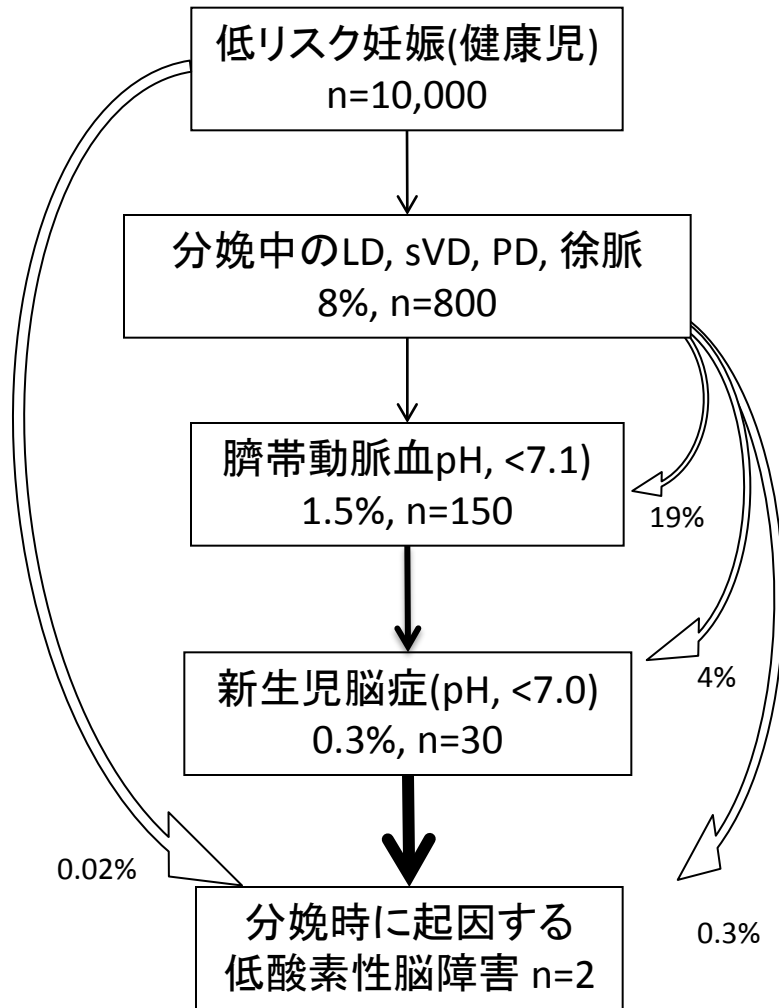 低リスク妊娠(健康児)
n=10,000
分娩中のLD, sVD, PD, 徐脈
8%, n=800
臍帯動脈血pH, <7.1)
1.5%, n=150
19%
新生児脳症(pH, <7.0)
0.3%, n=30
4%
0.02%
分娩時に起因する
低酸素性脳障害 n=2
0.3%